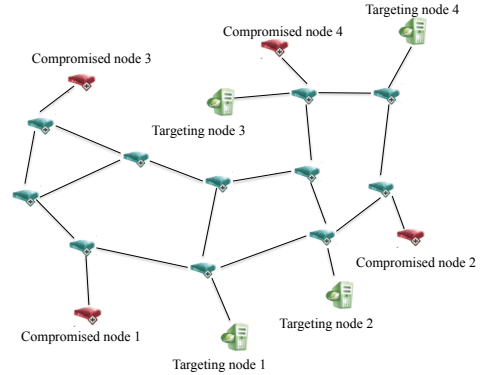 Targeting node 4
Compromised node 4
Compromised node 3
Targeting node 3
Compromised node 2
Targeting node 2
Compromised node 1
Targeting node 1